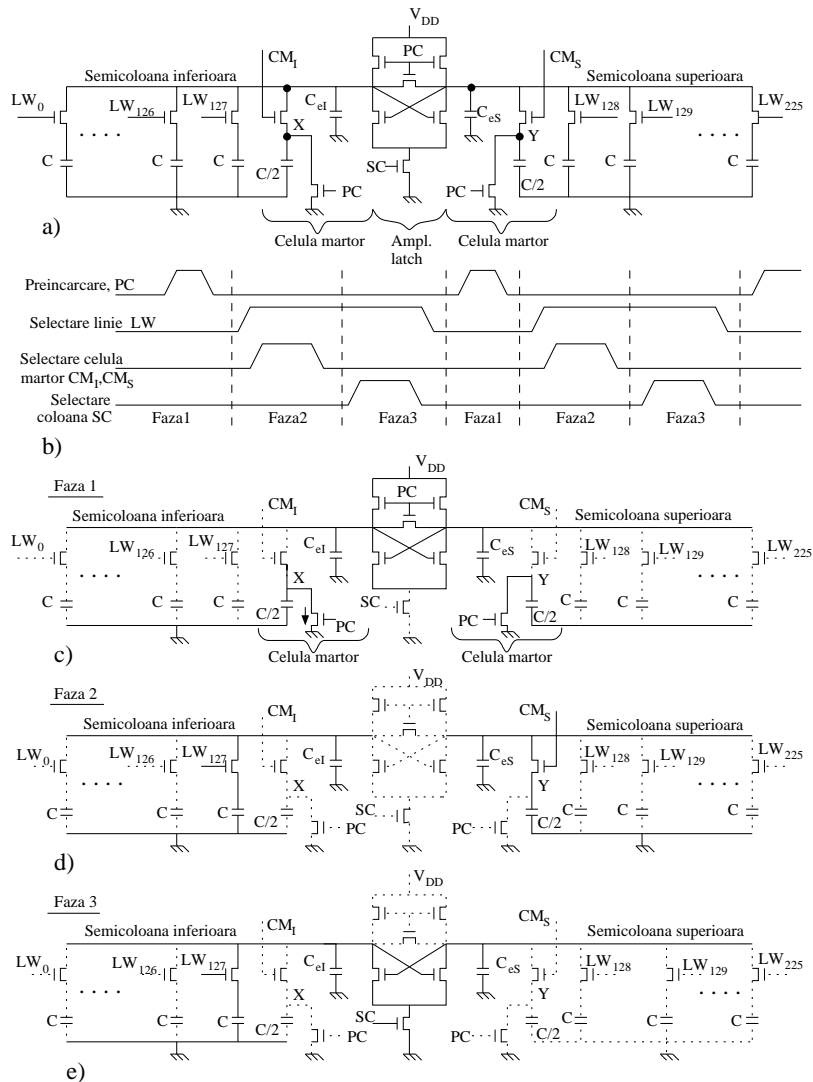 V_DD
PC
CM_I
CM_S
Semicoloana inferioara
Semicoloana superioara
LW_0
LW_126
LW_127
C_eI
C_eS
LW_128
LW_129
LW_225
X
Y
C
C
C
C/2
SC
PC
PC
C/2
C
C
C
a)
Celula martor
Ampl.
latch
Celula martor
Preincarcare, PC
Selectare linie LW
Selectare celula
martor CM_I,CM_S
Selectare
coloana SC
Faza1
Faza2
Faza3
Faza1
Faza2
Faza3
b)
Faza 1
V_DD
PC
CM_I
CM_S
Semicoloana inferioara
Semicoloana superioara
LW_0
LW_126
LW_127
C_eI
C_eS
LW_128
LW_129
LW_225
X
Y
C
C
C
C/2
SC
PC
PC
C/2
C
C
C
c)
Celula martor
Celula martor
Faza 2
V_DD
CM_I
CM_S
Semicoloana inferioara
Semicoloana superioara
LW_0
LW_126
LW_127
C_eI
C_eS
LW_128
LW_129
LW_225
X
Y
C
C
C
C/2
SC
PC
PC
C/2
C
C
C
d)
Faza 3
V_DD
CM_I
CM_S
Semicoloana inferioara
Semicoloana superioara
LW_0
LW_126
LW_127
C_eI
C_eS
LW_128
LW_129
LW_225
X
Y
C
C
C
C/2
SC
PC
PC
C/2
C
C
C
e)